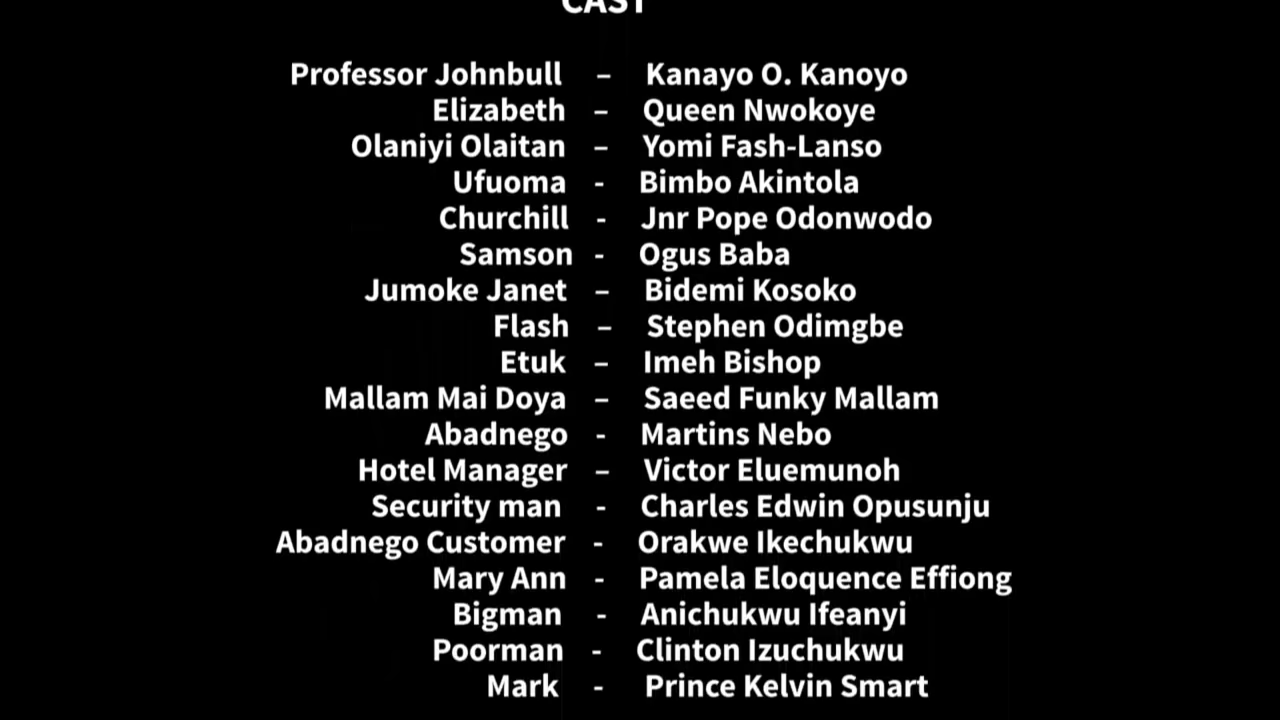 CAST
Professor Johnbull – Kanayo O. Kanoyo
Elizabeth – Queen Nwokoye
Olaniyi Olaitan – Yomi Fash-Lanso
Ufuoma - Bimbo Akintola
Churchill - Jnr Pope Odonwodo
Samson - Ogus Baba
Jumoke Janet – Bidemi Kosoko
Flash – Stephen Odimgbe
Etuk – Imeh Bishop
Mallam Mai Doya – Saeed Funky Mallam
Abadnego - Martins Nebo
Hotel Manager – Victor Eluemunoh
Security man - Charles Edwin Opusunju
Abadnego Customer - Orakwe Ikechukwu
Mary Ann - Pamela Eloquence Effiong
Bigman - Anichukwu Ifeanyi
Poorman - Clinton Izuchukwu
Mark - Prince Kelvin Smart